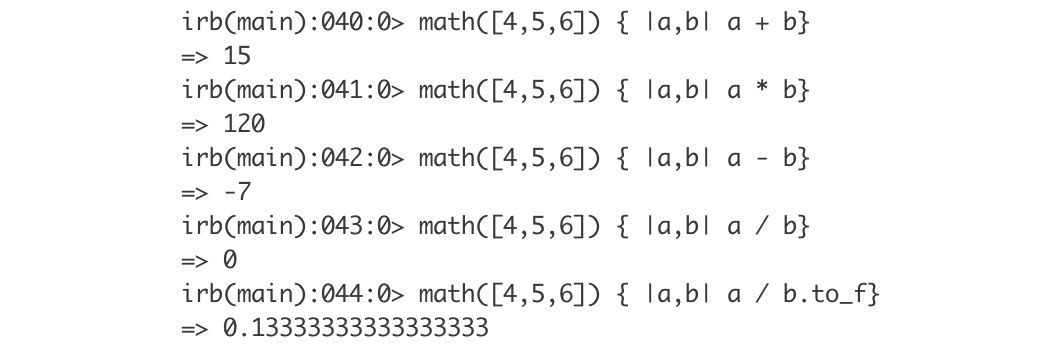 irb(main):040:0> math([4,5,6]) { |a,b| a + b}
=> 15
irb(main):041:0> math([4,5,6]) { |a,b| a * b}
=> 120
irb(main):042:0> math([4,5,6]) { |a,b| a - b}
=> -7
irb(main):043:0> math([4,5,6]) { |a,b| a / b}
=> 0
irb(main):044:0> math([4,5,6]) { |a,b| a / b.to_f}
=> 0.13333333333333333